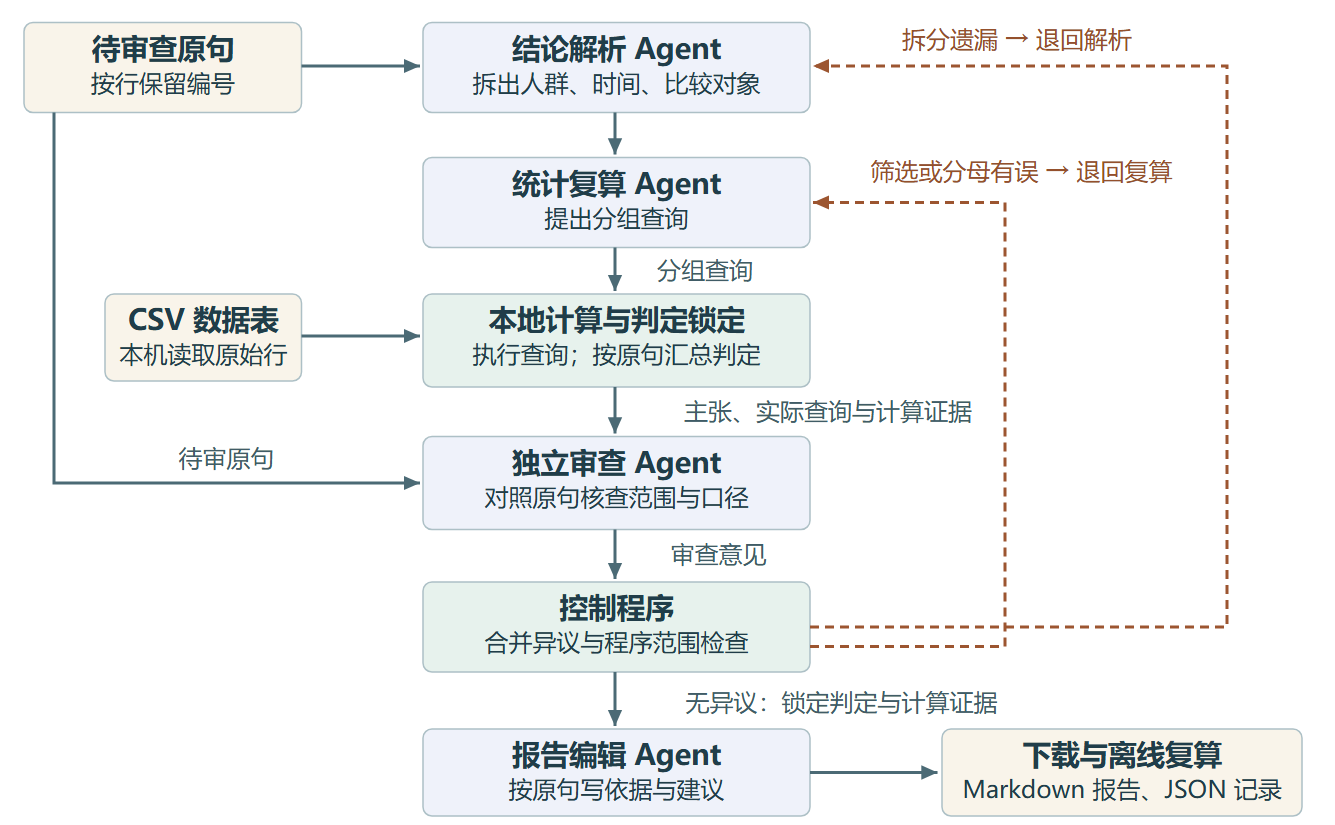 待审查原句
按行保留编号
结论解析 Agent
拆出人群、时间、比较对象
拆分遗漏 → 退回解析
统计复算 Agent
提出分组查询
筛选或分母有误 → 退回复算
分组查询
CSV 数据表
本机读取原始行
本地计算与判定锁定
执行查询；按原句汇总判定
主张、实际查询与计算证据
待审原句
独立审查 Agent
对照原句核查范围与口径
审查意见
控制程序
合并异议与程序范围检查
无异议：锁定判定与计算证据
报告编辑 Agent
按原句写依据与建议
下载与离线复算
Markdown 报告、JSON 记录